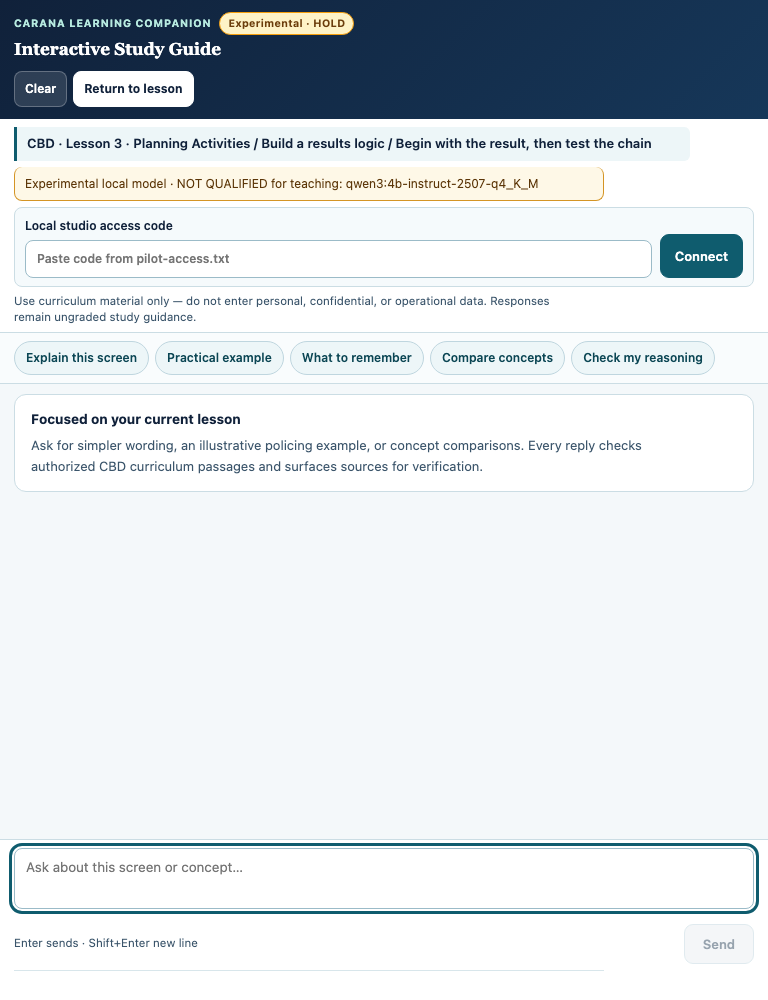 CARANA LEARNING COMPANION Experimental · HOLD
Interactive Study Guide
Clear Return to lesson
CBD · Lesson 3 · Planning Activities / Build a results logic / Begin with the result, then test the chain
Experimental local model · NOT QUALIFIED for teaching: qwen3:4b-instruct-2507-q4_K_M
Local studio access code
Paste code from pilot-access.txt Connect
Use curriculum material only — do not enter personal, confidential, or operational data. Responses
remain ungraded study guidance.
Explain this screen Practical example What to remember Compare concepts Check my reasoning
Focused on your current lesson
Ask for simpler wording, an illustrative policing example, or concept comparisons. Every reply checks
authorized CBD curriculum passages and surfaces sources for verification.
Ask about this screen or concept...
Enter sends · Shift+Enter new line Send